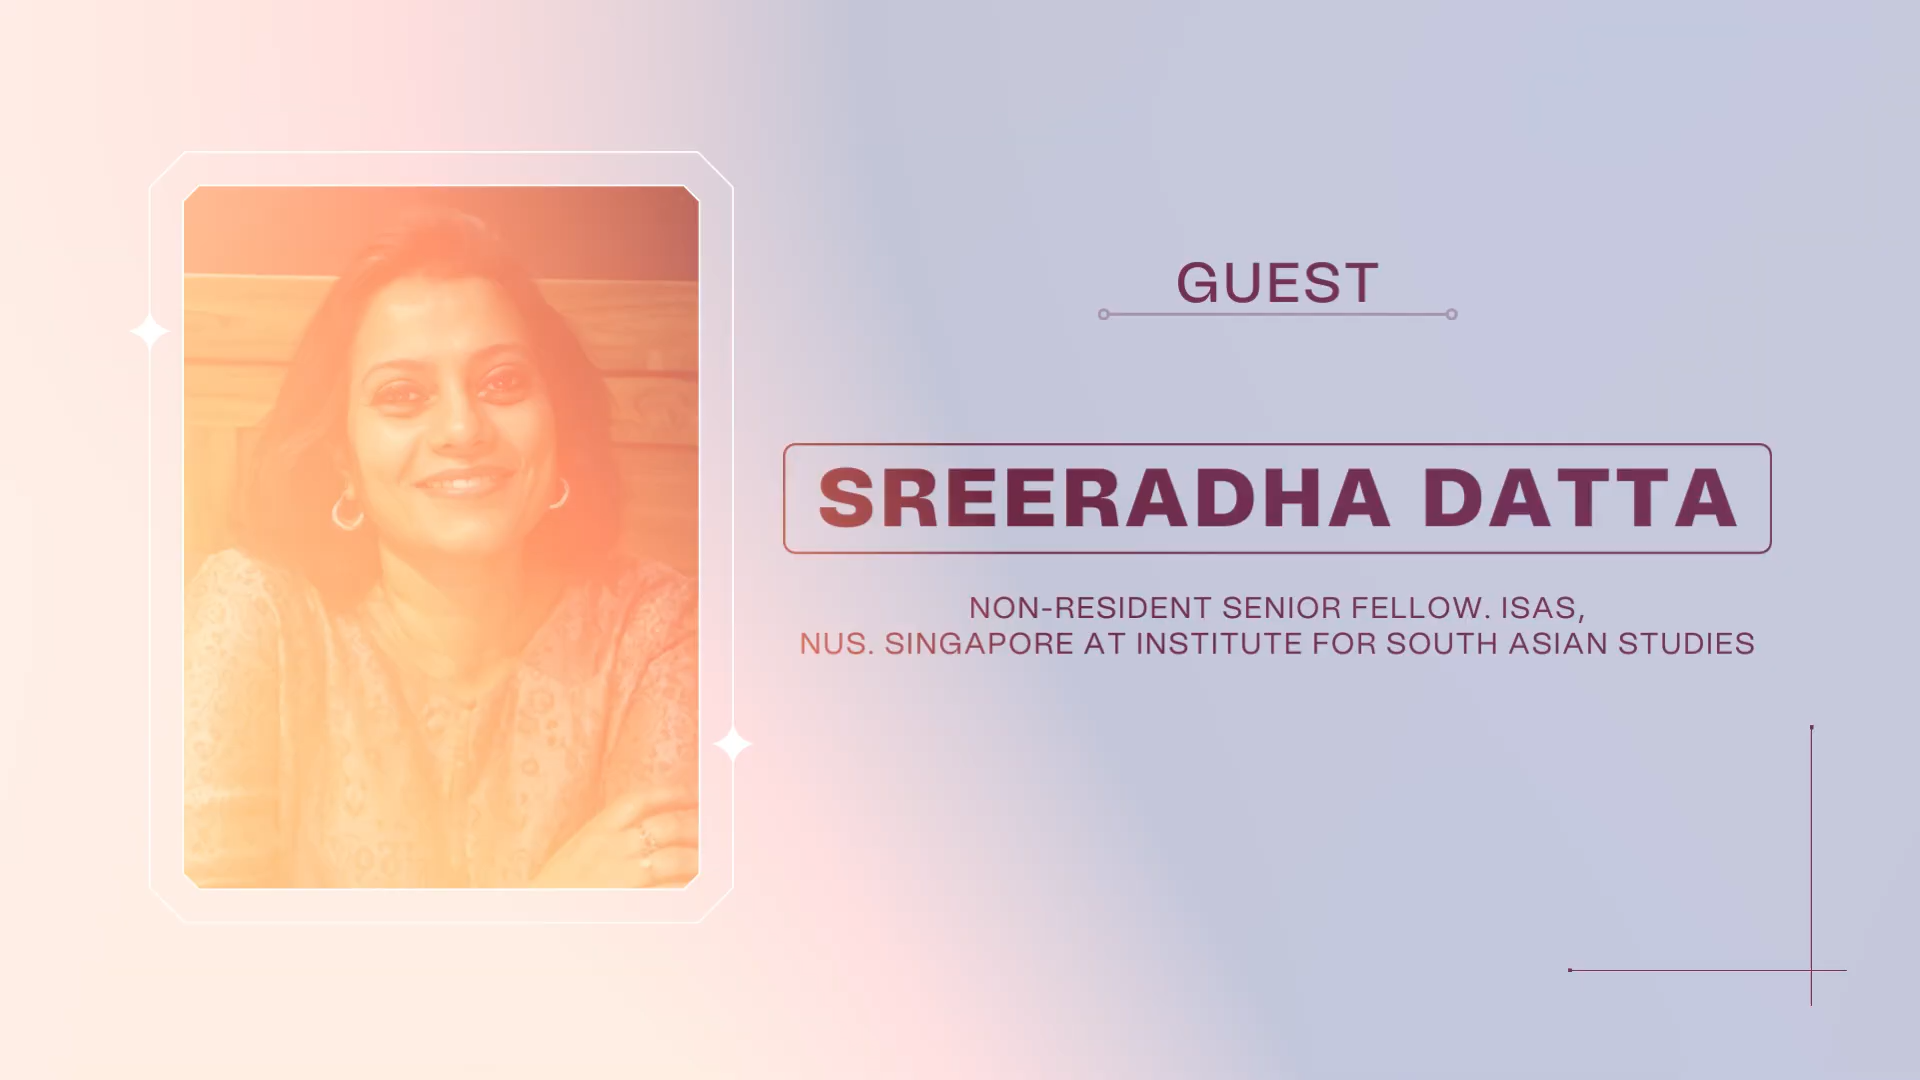 GUEST
SREERADHA DATTA
NON-RESIDENT SENIOR FELLOW. ISAS,
NUS. SINGAPORE AT INSTITUTE FOR SOUTH ASIAN STUDIES